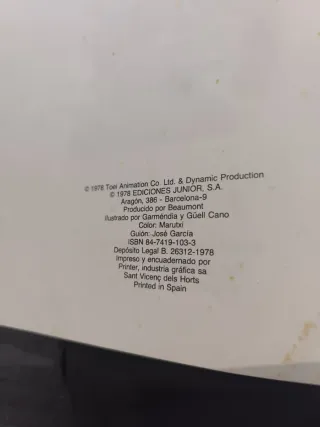 © 1978 Toei Animation Co. Ltd. & Dynamic Production
© 1978 EDICIONES JUNIOR, S.A.
Aragón, 386 - Barcelona-9
Producido por Beaumont
Ilustrado por Garméndia y Güell Cano
Color: Marutxi
Guión: José García
ISBN 84-7419-103-3
Depósito Legal B. 26312-1978
Impreso y encuadernado por
Printer, industria gráfica sa
Sant Vicenç dels Horts
Printed in Spain